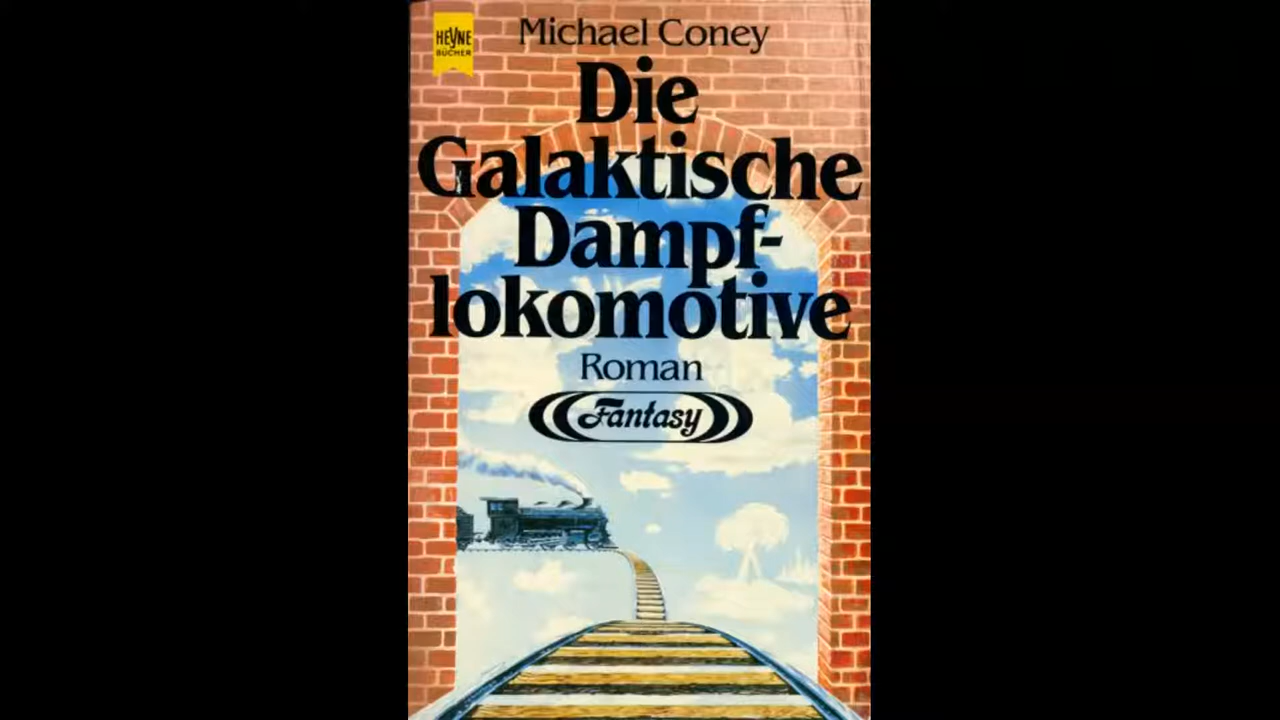 HEYNE
BÜCHER
Michael Coney
Die
Galaktische
Dampf-
lokomotive
Roman
Fantasy